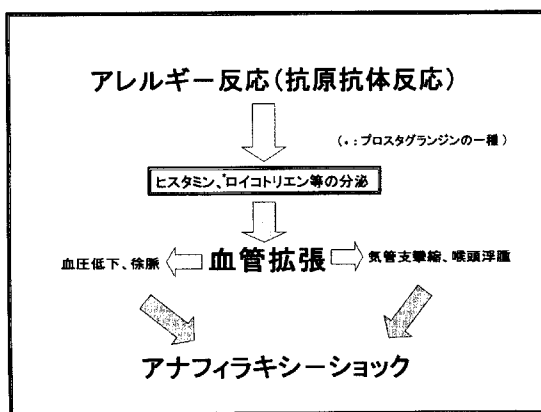 アレルギー反応(抗原抗体反応)
(*:プロスタグランジンの一種)
ヒスタミン、*ロイコトリエン等の分泌
血圧低下、徐脈
血管拡張
気管支攣縮、喉頭浮腫
アナフィラキシーショック